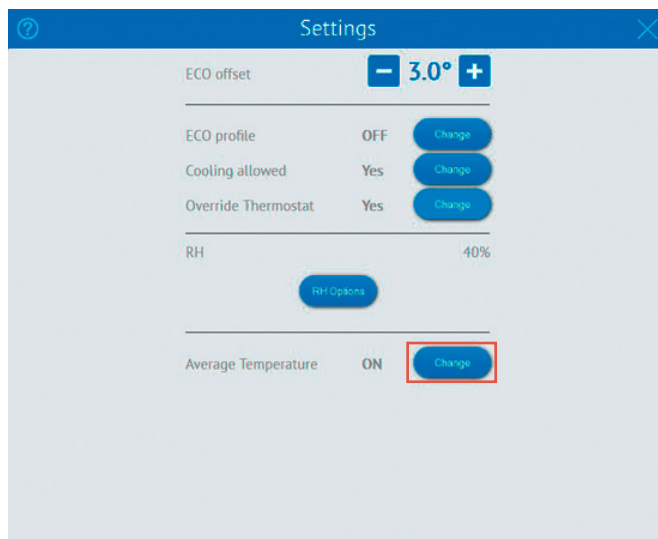 ? Settings
ECO offset 3.0°
ECO profile OFF Change
Cooling allowed Yes Change
Override Thermostat Yes Change
RH 40%
RH Options
Average Temperature ON Change